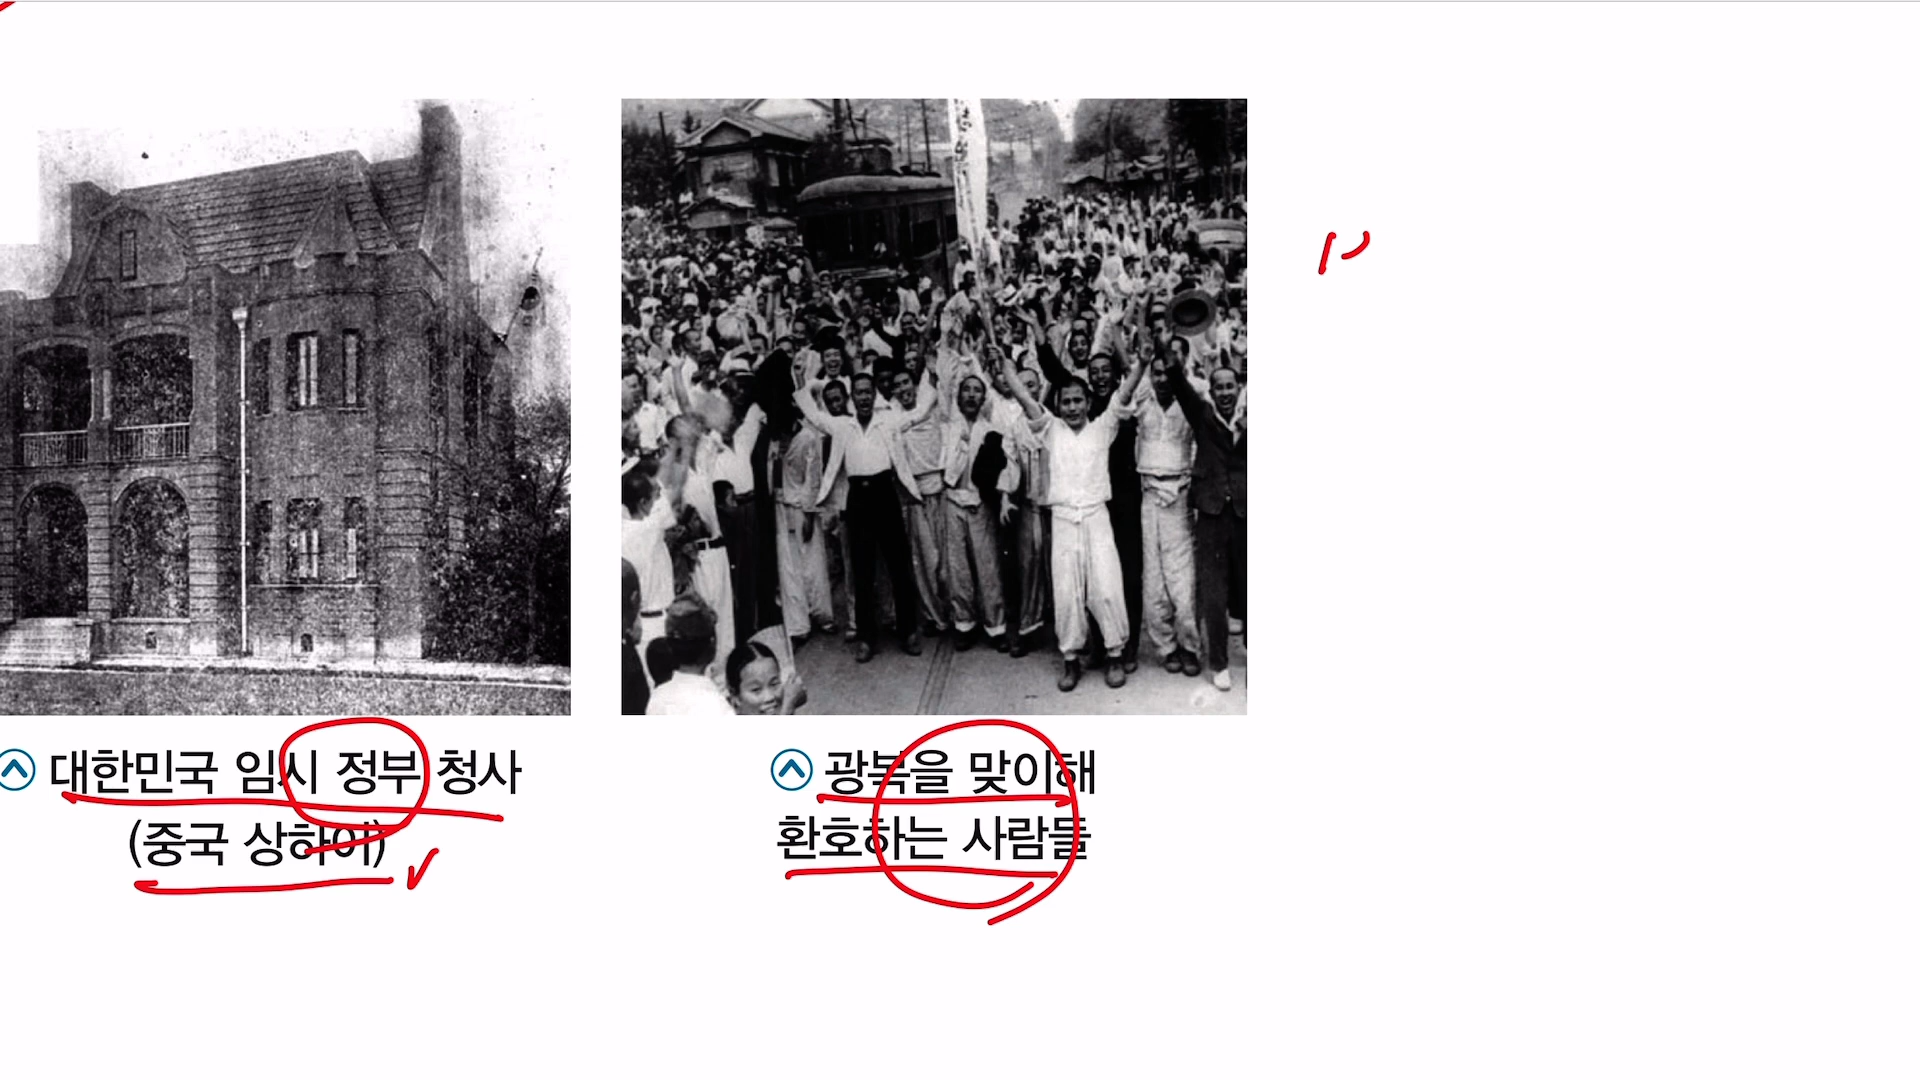 대한민국 임시 정부 청사
(중국 상하이)
광복을 맞이해
환호하는 사람들